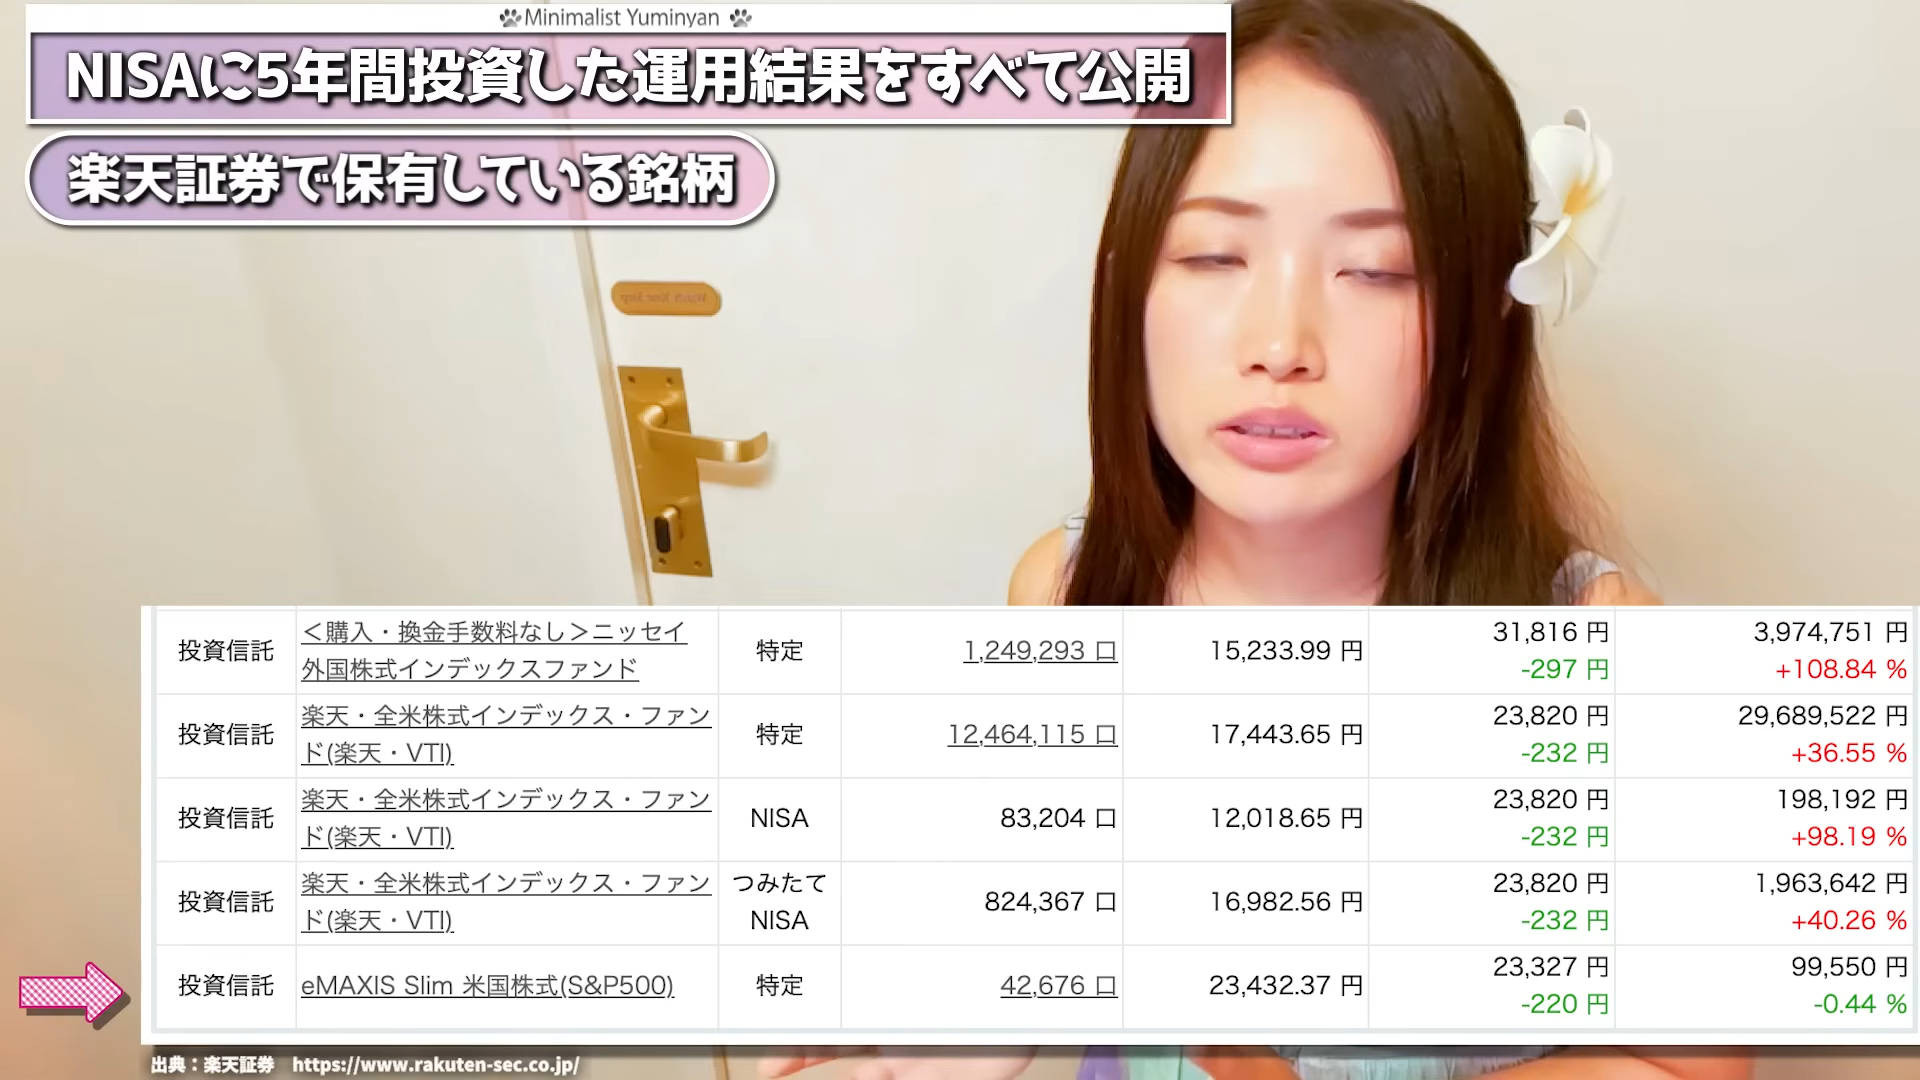 Minimalist Yuminyan
NISAに5年間投資した運用結果をすべて公開
楽天証券で保有している銘柄
Watch Your Step
投資信託 ＜購入・換金手数料なし＞ニッセイ 特定 1,249,293 口 15,233.99 円 31,816 円 3,974,751 円
外国株式インデックスファンド -297 円 +108.84 %
投資信託 楽天・全米株式インデックス・ファン 特定 12,464,115 口 17,443.65 円 23,820 円 29,689,522 円
ド(楽天・VTI) -232 円 +36.55 %
投資信託 楽天・全米株式インデックス・ファン NISA 83,204 口 12,018.65 円 23,820 円 198,192 円
ド(楽天・VTI) -232 円 +98.19 %
投資信託 楽天・全米株式インデックス・ファン つみたて 824,367 口 16,982.56 円 23,820 円 1,963,642 円
ド(楽天・VTI) NISA -232 円 +40.26 %
投資信託 eMAXIS Slim 米国株式(S&P500) 特定 42,676 口 23,432.37 円 23,327 円 99,550 円
-220 円 -0.44 %
出典：楽天証券 https://www.rakuten-sec.co.jp/